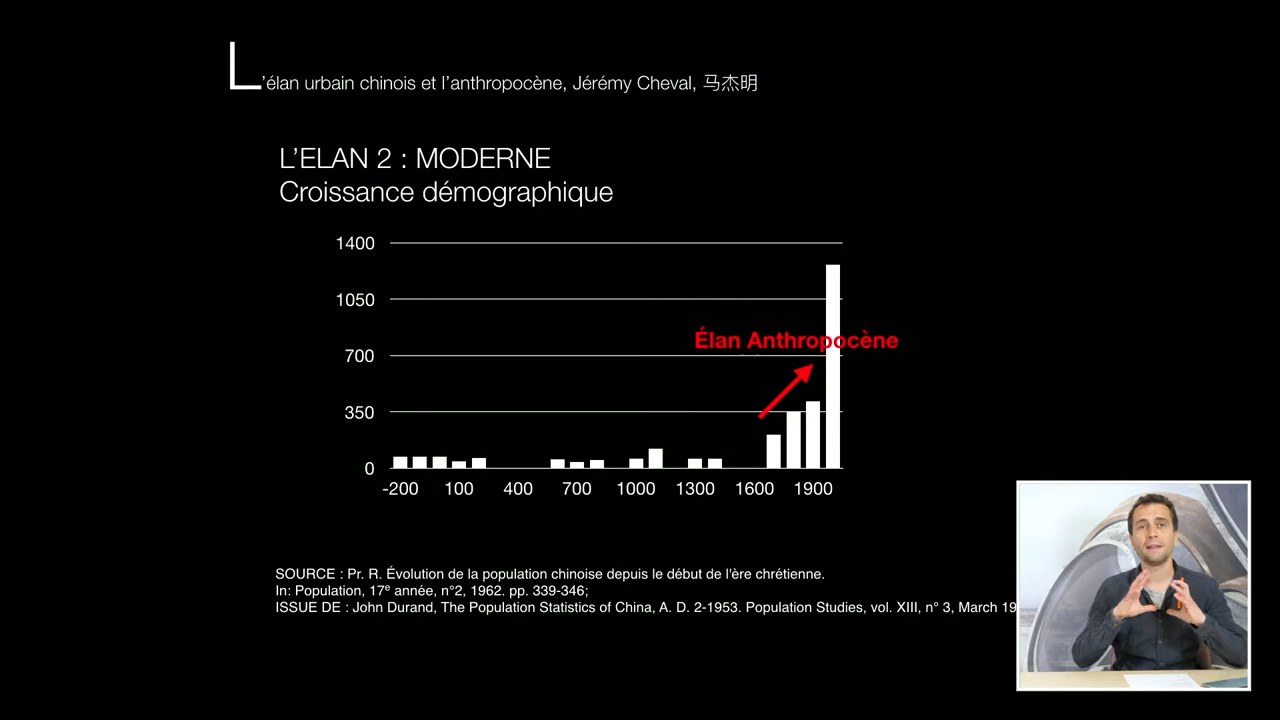 L'élan urbain chinois et l'anthropocène, Jérémy Cheval, 马杰明
L'ELAN 2 : MODERNE
Croissance démographique
1400
1050
Élan Anthropocène
700
350
0
-200 100 400 700 1000 1300 1600 1900
SOURCE : Pr. R. Évolution de la population chinoise depuis le début de l'ère chrétienne.
In: Population, 17e année, n°2, 1962. pp. 339-346;
ISSUE DE : John Durand, The Population Statistics of China, A. D. 2-1953. Population Studies, vol. XIII, n° 3, March 19